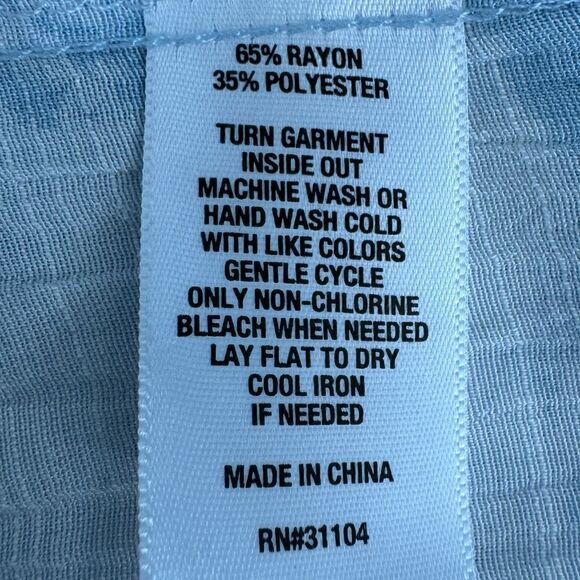 65% RAYON
35% POLYESTER
TURN GARMENT
INSIDE OUT
MACHINE WASH OR
HAND WASH COLD
WITH LIKE COLORS
GENTLE CYCLE
ONLY NON-CHLORINE
BLEACH WHEN NEEDED
LAY FLAT TO DRY
COOL IRON
IF NEEDED
MADE IN CHINA
RN#31104